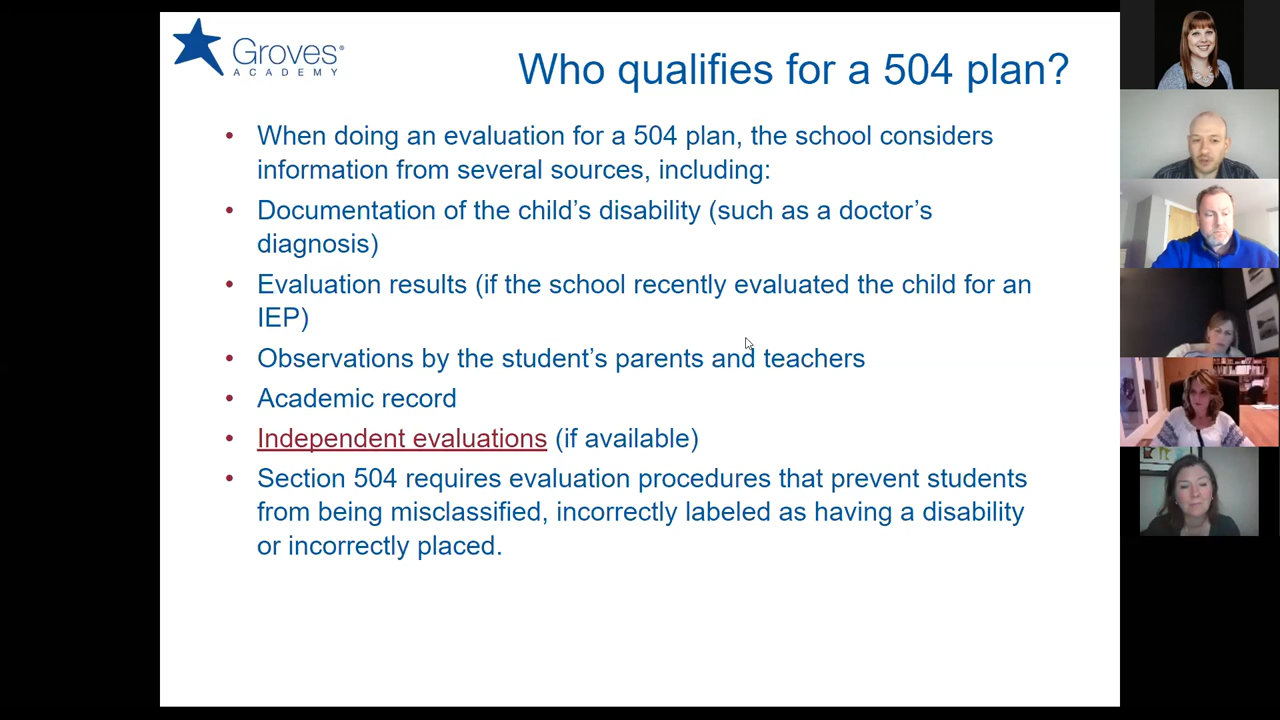 Groves®
ACADEMY
Who qualifies for a 504 plan?
• When doing an evaluation for a 504 plan, the school considers
information from several sources, including:
• Documentation of the child’s disability (such as a doctor’s
diagnosis)
• Evaluation results (if the school recently evaluated the child for an
IEP)
• Observations by the student’s parents and teachers
• Academic record
• Independent evaluations (if available)
• Section 504 requires evaluation procedures that prevent students
from being misclassified, incorrectly labeled as having a disability
or incorrectly placed.